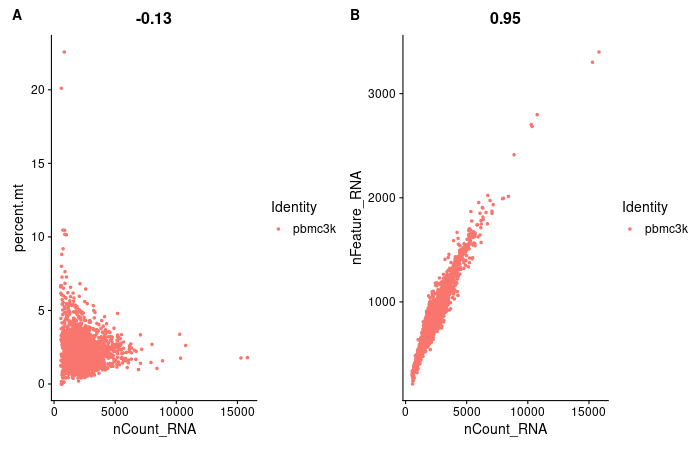 A
-0.13
percent.mt
20
15
10
5
0
0 5000 10000 15000
nCount_RNA
Identity
pbmc3k
B
0.95
nFeature_RNA
3000
2000
1000
0 5000 10000 15000
nCount_RNA
Identity
pbmc3k